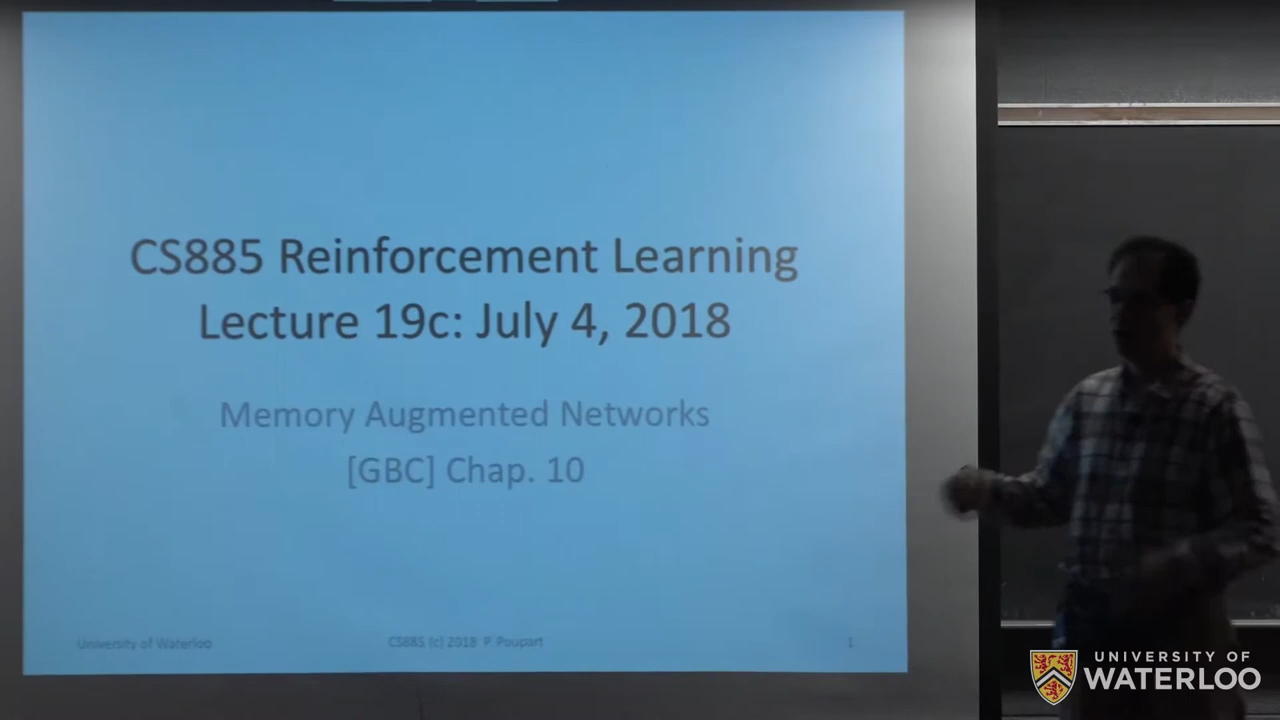 CS885 Reinforcement Learning
Lecture 19c: July 4, 2018
Memory Augmented Networks
[GBC] Chap. 10
University of Waterloo
CS885 (c) 2018 P. Poupart
1
UNIVERSITY OF
WATERLOO